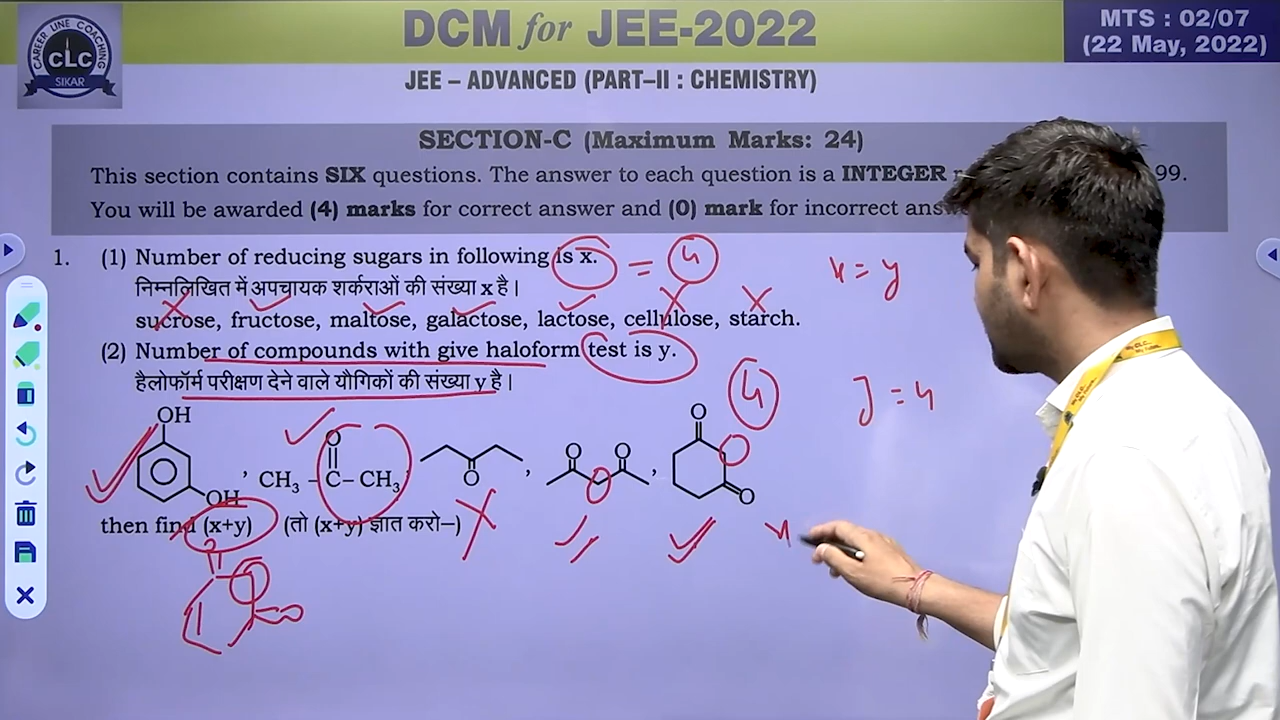 CAREER LINE COACHING
CLC
SIKAR
DCM for JEE-2022
MTS : 02/07
(22 May, 2022)
JEE – ADVANCED (PART–II : CHEMISTRY)
SECTION-C (Maximum Marks: 24)
This section contains SIX questions. The answer to each question is a INTEGER 99.
You will be awarded (4) marks for correct answer and (0) mark for incorrect
1. (1) Number of reducing sugars in following is x. = 4
निम्नलिखित में अपचायक शर्कराओं की संख्या x है।
sucrose, fructose, maltose, galactose, lactose, cellulose, starch.
x = y
(2) Number of compounds with give haloform test is y.
हैलोफॉर्म परीक्षण देने वाले यौगिकों की संख्या y है।
4
y = 4
OH
OH , CH3 – C – CH3
O
O
O O ,
O
O
then find (x+y) (तो (x+y) ज्ञात करो–)
x